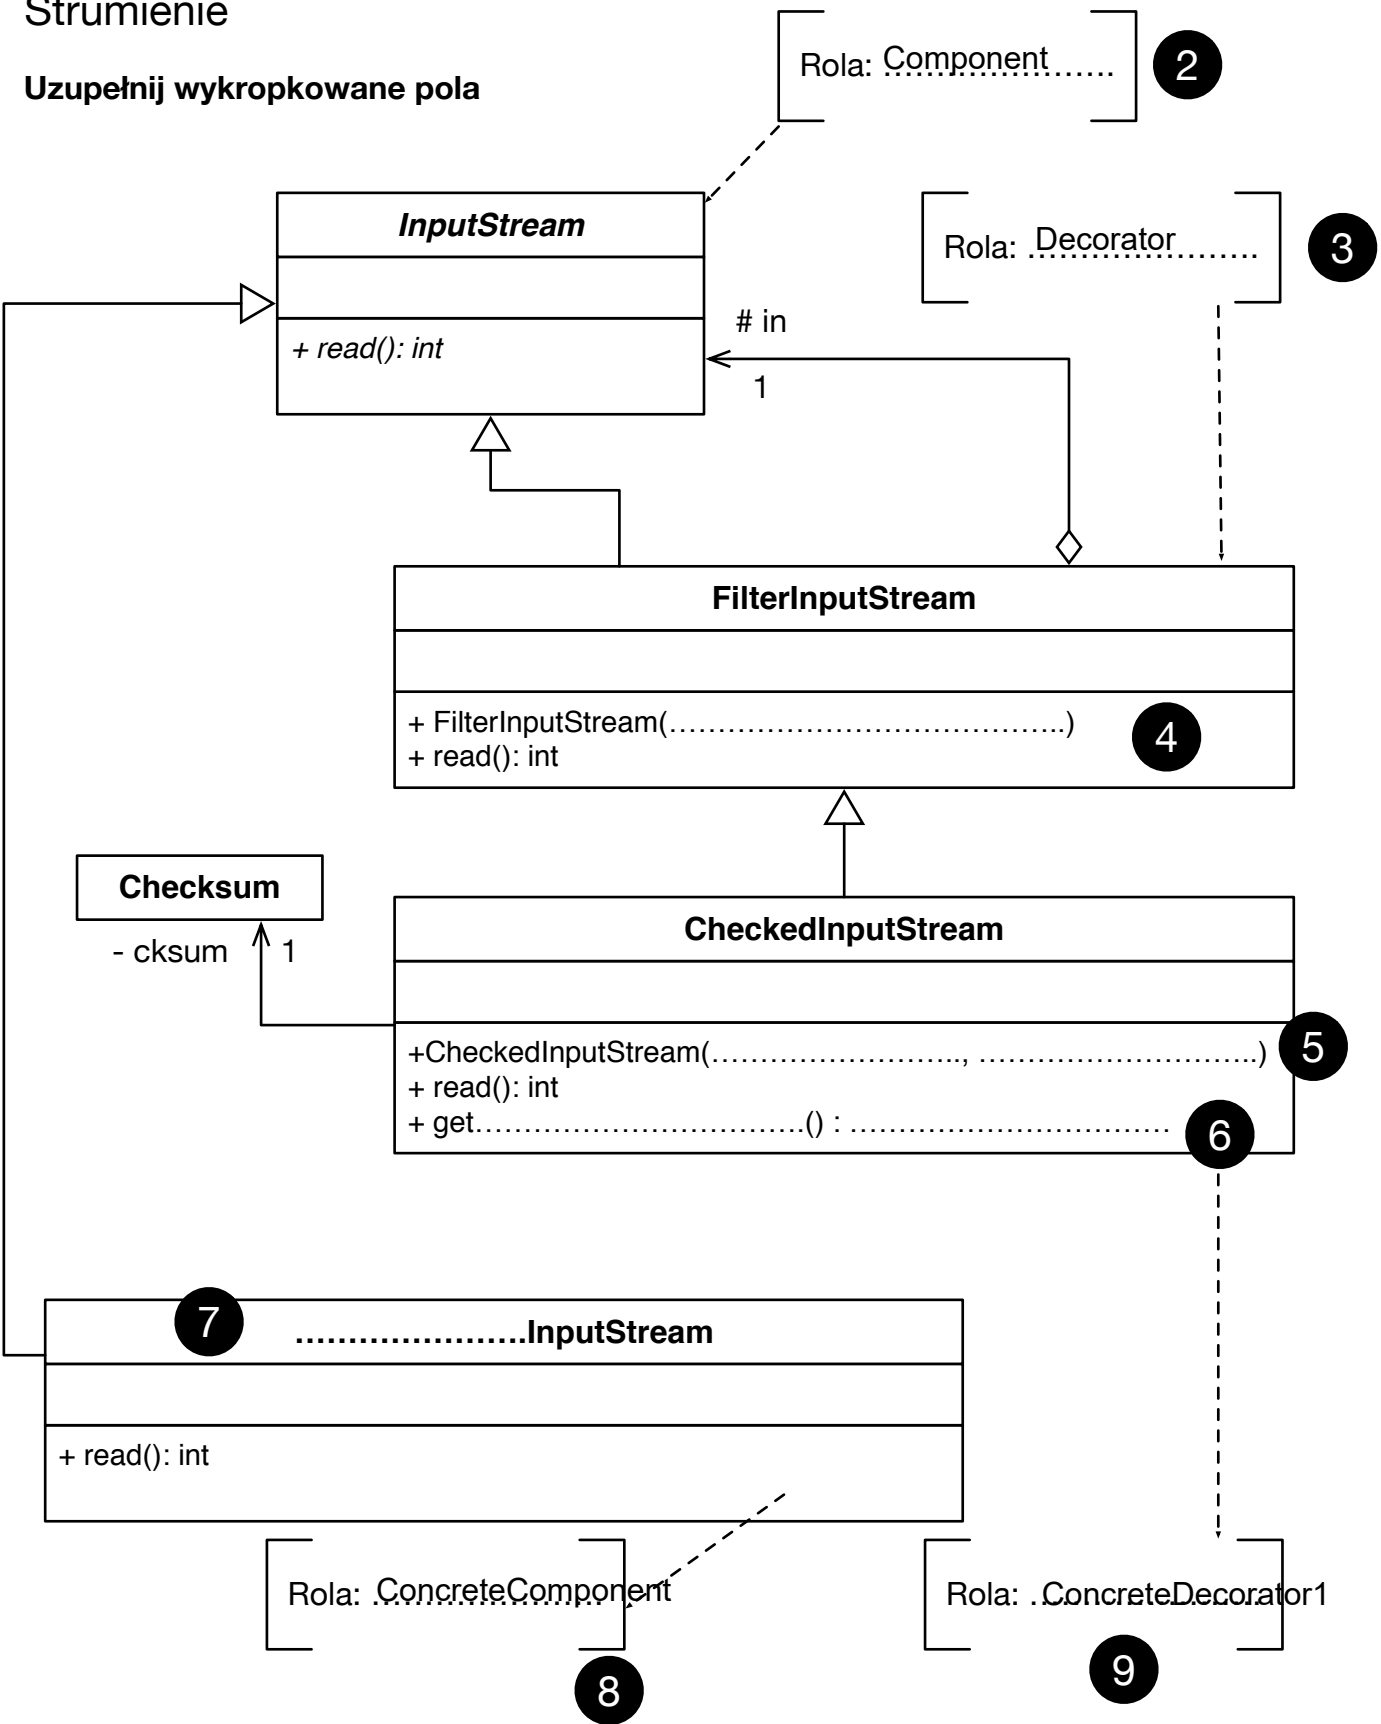 Strumienie
Uzupełnij wykropkowane pola
Rola: Component
2
Rola: Decorator
3
InputStream
+ read(): int
# in
1
FilterInputStream
+ FilterInputStream(…………………………………..)
+ read(): int
4
Checksum
- cksum
1
CheckedInputStream
+CheckedInputStream(…………………….., ………………………..)
+ read(): int
+ get…………………………….() : ……………………………
5
6
7
………………….InputStream
+ read(): int
Rola: ConcreteComponent
8
Rola: ConcreteDecorator1
9